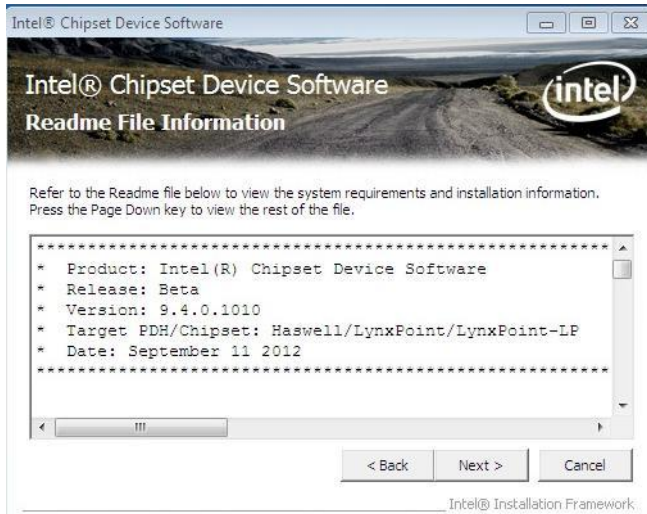 Intel® Chipset Device Software
Intel® Chipset Device Software
intel
Readme File Information
Refer to the Readme file below to view the system requirements and installation information.
Press the Page Down key to view the rest of the file.
************************************************************
*  Product: Intel(R) Chipset Device Software
*  Release: Beta
*  Version: 9.4.0.1010
*  Target PDH/Chipset: Haswell/LynxPoint/LynxPoint-LP
*  Date: September 11 2012
************************************************************
< Back
Next >
Cancel
Intel® Installation Framework